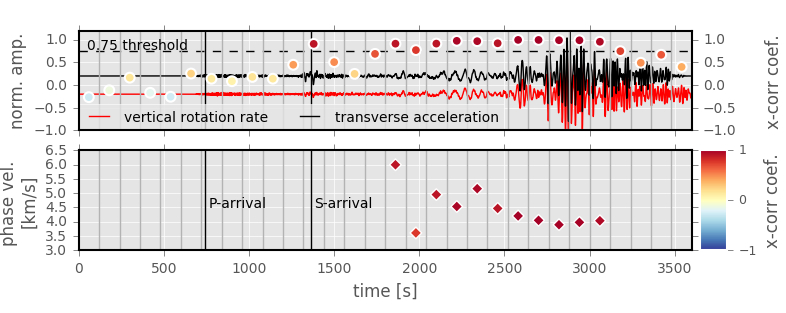 norm. amp.
1.0
0.5
0.0
−0.5
−1.0
0.75 threshold
vertical rotation rate
transverse acceleration
1.0
0.5
0.0
−0.5
−1.0
x-corr coef.
phase vel.
[km/s]
6.5
6.0
5.5
5.0
4.5
4.0
3.5
3.0
P-arrival
S-arrival
1
0
−1
x-corr coef.
0 500 1000 1500 2000 2500 3000 3500
time [s]